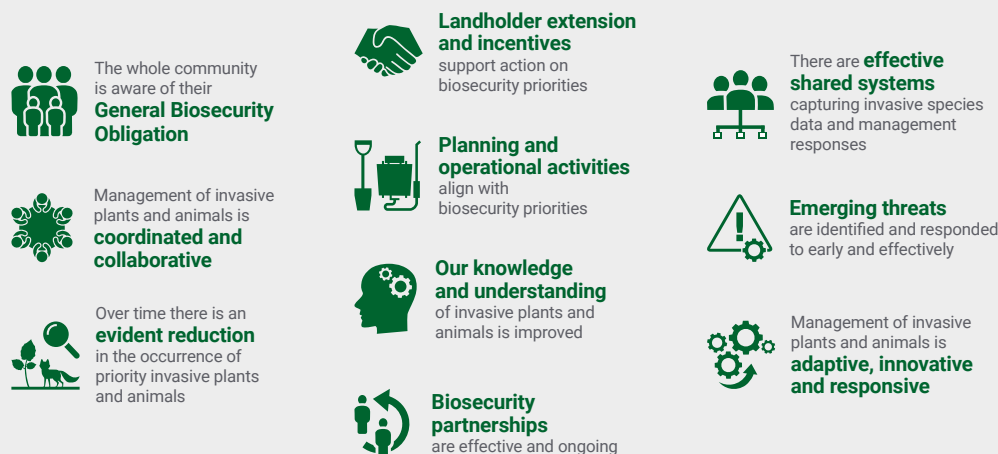 The whole community
is aware of their
General Biosecurity
Obligation
Management of invasive
plants and animals is
coordinated and
collaborative
Over time there is an
evident reduction
in the occurrence of
priority invasive plants
and animals
Landholder extension
and incentives
support action on
biosecurity priorities
Planning and
operational activities
align with
biosecurity priorities
Our knowledge
and understanding
of invasive plants and
animals is improved
Biosecurity
partnerships
are effective and ongoing
There are effective
shared systems
capturing invasive species
data and management
responses
Emerging threats
are identified and responded
to early and effectively
Management of invasive
plants and animals is
adaptive, innovative
and responsive